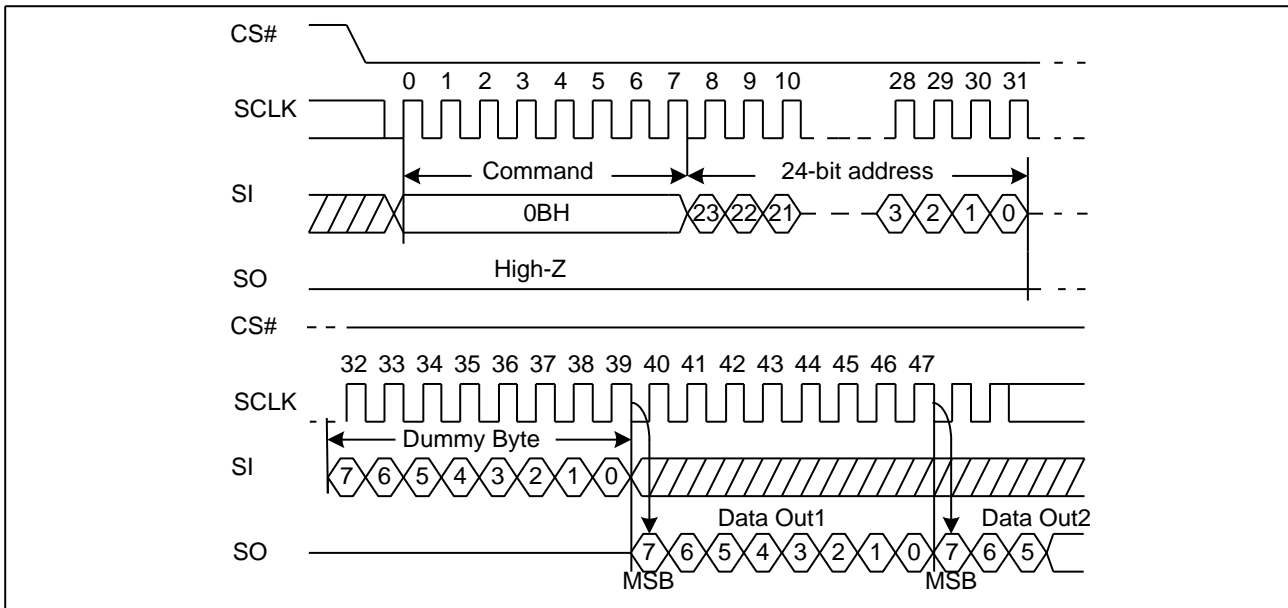 CS#
0 1 2 3 4 5 6 7 8 9 10 28 29 30 31
SCLK
Command 24-bit address
SI
0BH 23 22 21 3 2 1 0
High-Z
SO
CS#
32 33 34 35 36 37 38 39 40 41 42 43 44 45 46 47
SCLK
Dummy Byte
SI
7 6 5 4 3 2 1 0
Data Out1 Data Out2
SO
7 6 5 4 3 2 1 0 7 6 5
MSB MSB